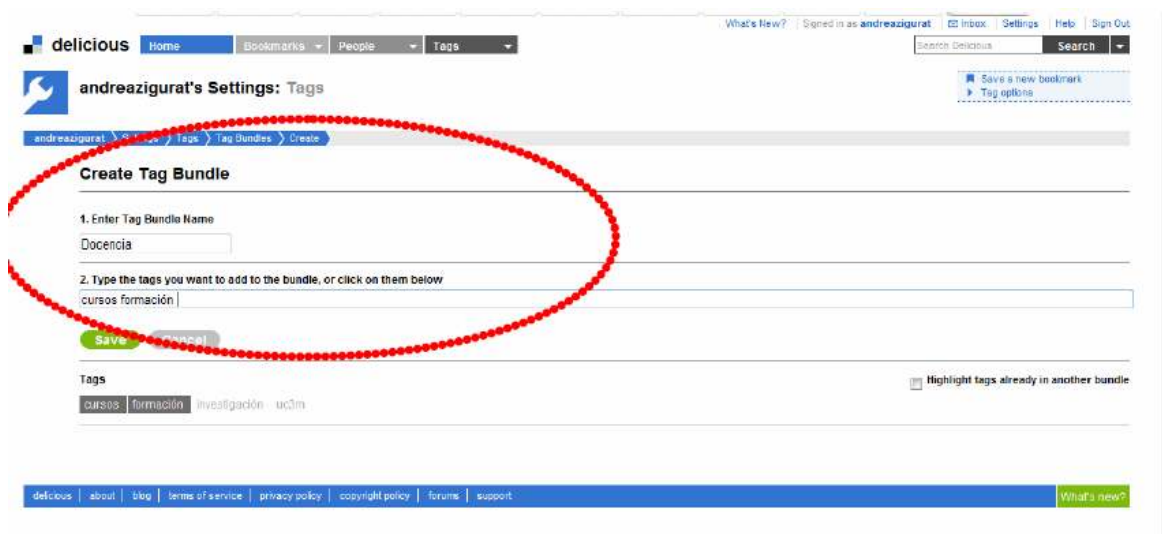 What's New? Signed in as andreazigurat Inbox Settings Help Sign Out
delicious Home Bookmarks People Tags Search Delicious Search
andreazigurat's Settings: Tags
Save a new bookmark
Tag options
andreazigurat Tags Tag Bundles Create
Create Tag Bundle
1. Enter Tag Bundle Name
Docencia
2. Type the tags you want to add to the bundle, or click on them below
cursos formación
Save Cancel
Tags Highlight tags already in another bundle
cursos formación investigación uc3m
delicious about blog terms of service privacy policy copyright policy forums support What's new?